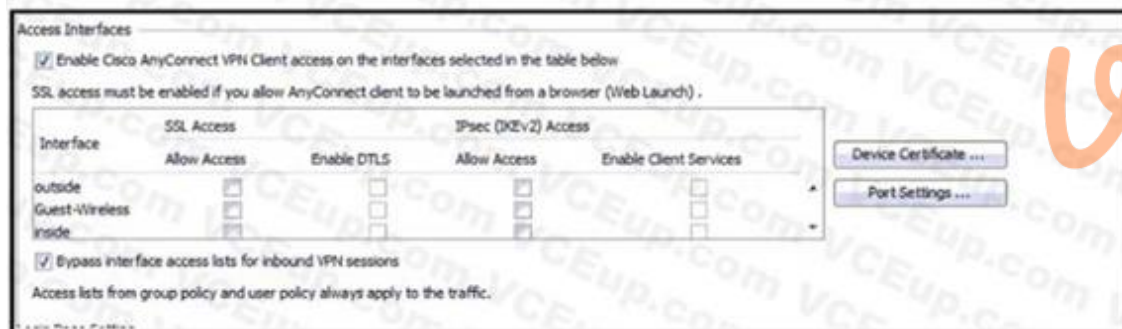 Access Interfaces
Enable Cisco AnyConnect VPN Client access on the interfaces selected in the table below
SSL access must be enabled if you allow AnyConnect client to be launched from a browser (Web Launch) .
Interface
SSL Access
IPsec (IKEv2) Access
Allow Access
Enable DTLS
Allow Access
Enable Client Services
Device Certificate ...
Port Settings ...
outside
Guest-Wireless
inside
Bypass interface access lists for inbound VPN sessions
Access lists from group policy and user policy always apply to the traffic.
VCEup.com